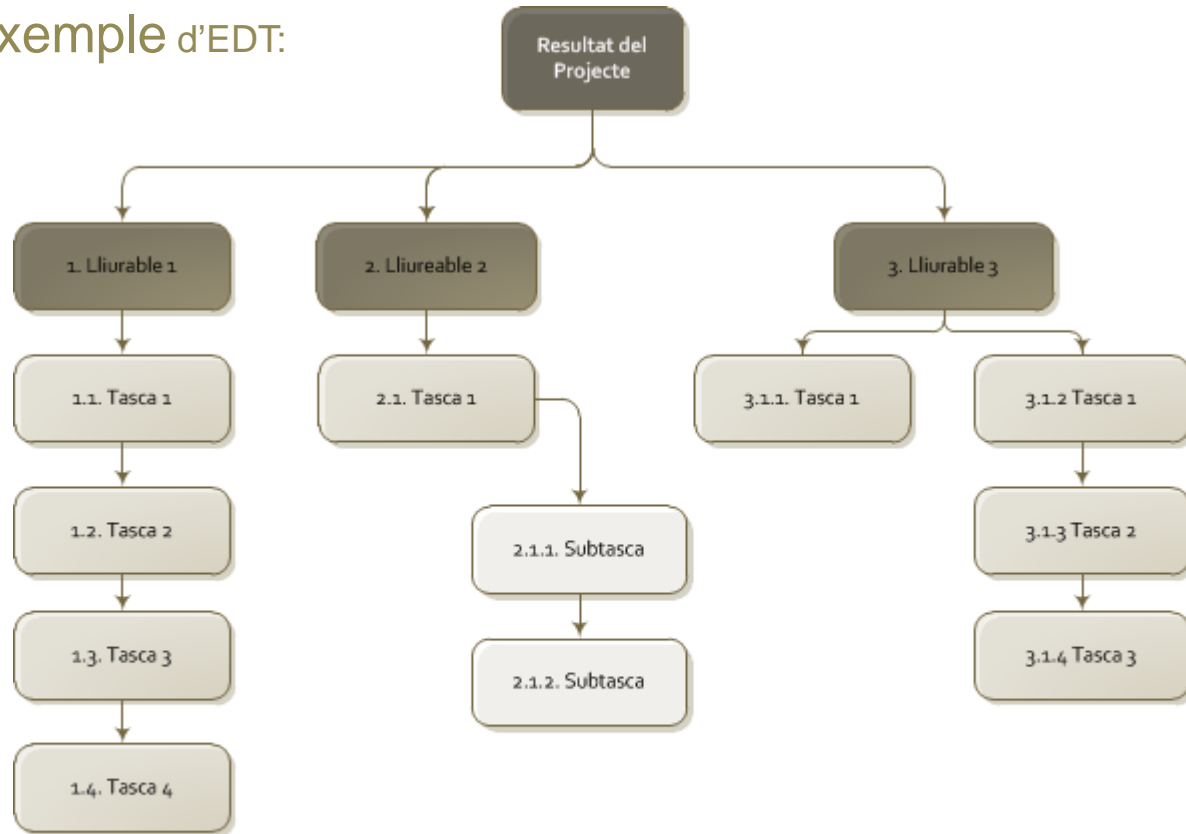 xemple d'EDT:
Resultat del
Projecte
1. Lliurable 1
2. Lliureable 2
3. Lliurable 3
1.1. Tasca 1
2.1. Tasca 1
3.1.1. Tasca 1
3.1.2 Tasca 1
1.2. Tasca 2
2.1.1. Subtasca
3.1.3 Tasca 2
1.3. Tasca 3
2.1.2. Subtasca
3.1.4 Tasca 3
1.4. Tasca 4